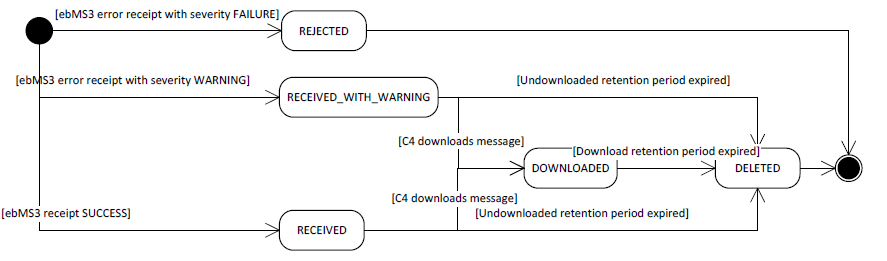 [ebMS3 error receipt with severity FAILURE]
REJECTED
[ebMS3 error receipt with severity WARNING]
[Undownloaded retention period expired]
RECEIVED_WITH_WARNING
[C4 downloads message]
[Download retention period expired]
DOWNLOADED
DELETED
[C4 downloads message]
[ebMS3 receipt SUCCESS]
[Undownloaded retention period expired]
RECEIVED